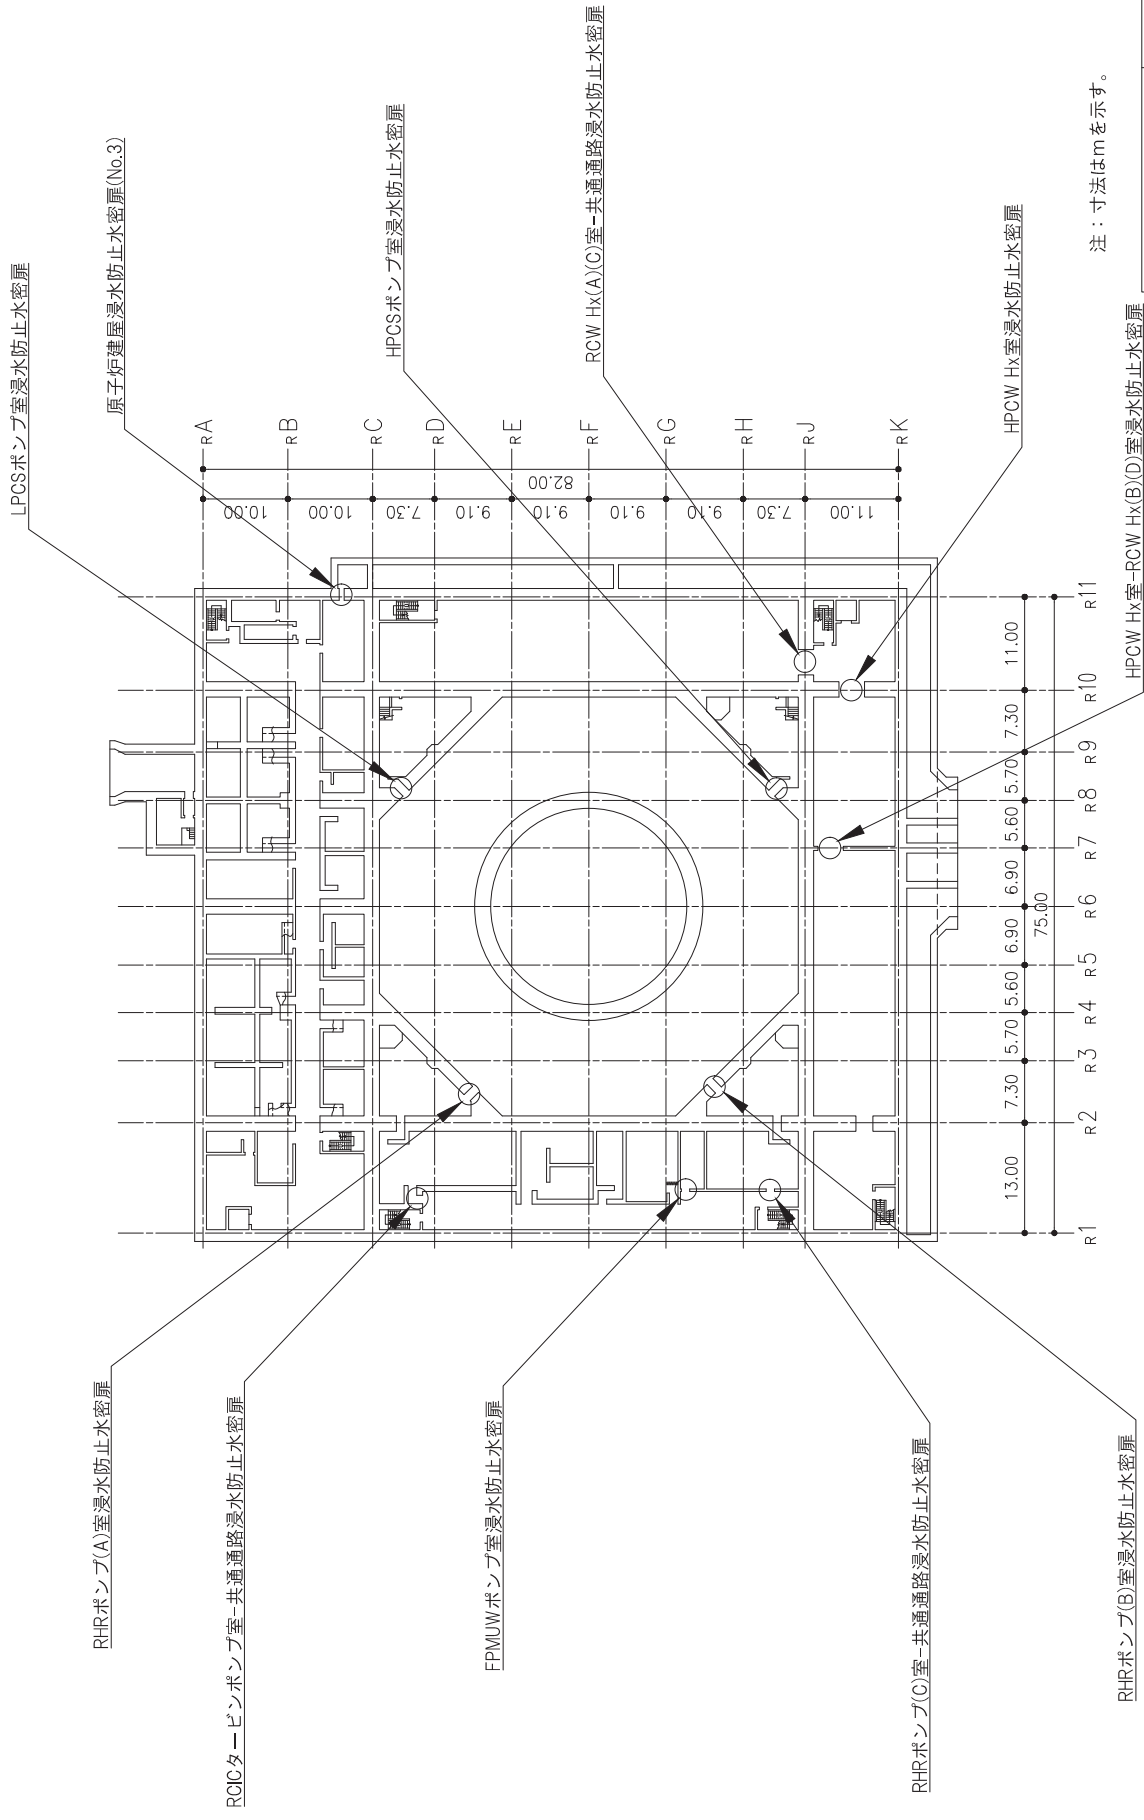 LPCSポンプ室浸水防止水密扉
原子炉建屋浸水防止水密扉(No.3)
HPCSポンプ室浸水防止水密扉
RCW Hx(A)(C)室-共通通路浸水防止水密扉
HPCW Hx室浸水防止水密扉
HPCW Hx室-RCW Hx(B)(D)室浸水防止水密扉
注：寸法はmを示す。
RHRポンプ(A)室浸水防止水密扉
RCICタービンポンプ室-共通通路浸水防止水密扉
FPMUWポンプ室浸水防止水密扉
RHRポンプ(C)室-共通通路浸水防止水密扉
RHRポンプ(B)室浸水防止水密扉
RA
RB
RC
RD
RE
RF
RG
RH
RJ
RK
10.00
10.00
7.30
9.10
9.10
9.10
9.10
7.30
11.00
82.00
R1
R2
R3
R4
R5
R6
R7
R8
R9
R10
R11
13.00
7.30
5.70
5.60
6.90
6.90
5.60
5.70
7.30
11.00
75.00